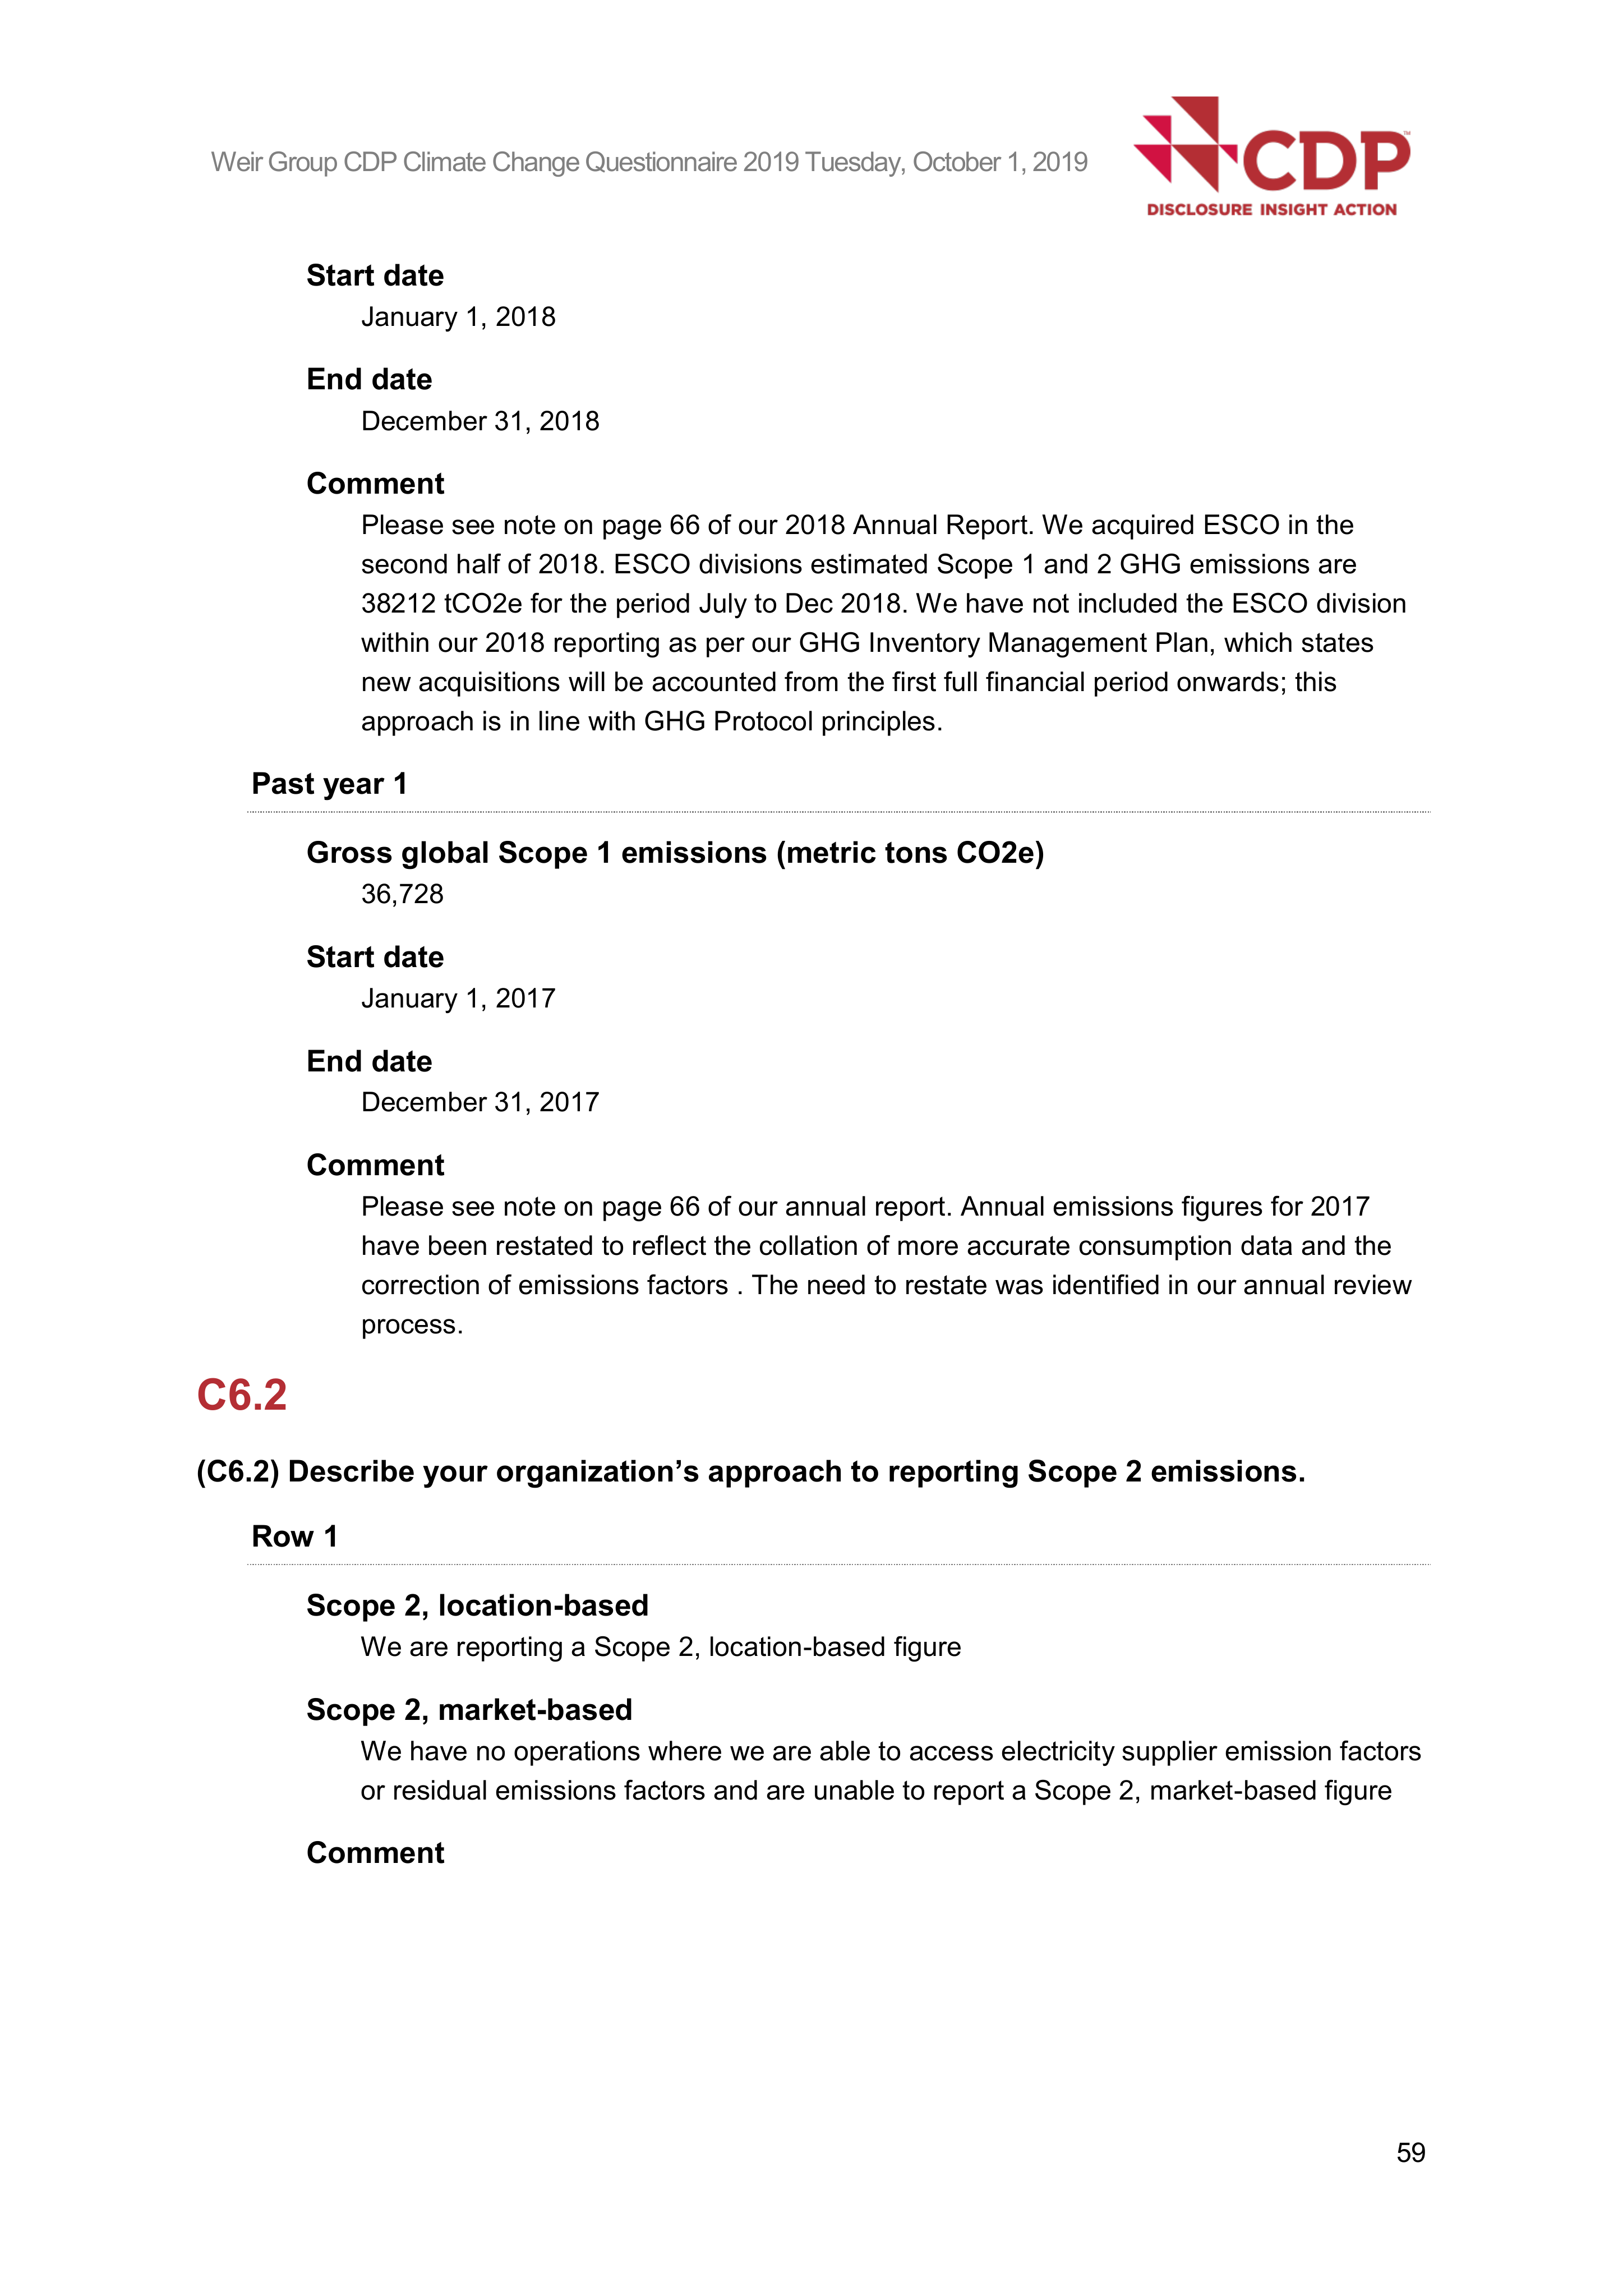 Weir Group CDP Climate Change Questionnaire 2019 Tuesday, October 1, 2019
CDP™
DISCLOSURE INSIGHT ACTION
Start date
January 1, 2018
End date
December 31, 2018
Comment
Please see note on page 66 of our 2018 Annual Report. We acquired ESCO in the
second half of 2018. ESCO divisions estimated Scope 1 and 2 GHG emissions are
38212 tCO2e for the period July to Dec 2018. We have not included the ESCO division
within our 2018 reporting as per our GHG Inventory Management Plan, which states
new acquisitions will be accounted from the first full financial period onwards; this
approach is in line with GHG Protocol principles.
Past year 1
Gross global Scope 1 emissions (metric tons CO2e)
36,728
Start date
January 1, 2017
End date
December 31, 2017
Comment
Please see note on page 66 of our annual report. Annual emissions figures for 2017
have been restated to reflect the collation of more accurate consumption data and the
correction of emissions factors . The need to restate was identified in our annual review
process.
C6.2
(C6.2) Describe your organization’s approach to reporting Scope 2 emissions.
Row 1
Scope 2, location-based
We are reporting a Scope 2, location-based figure
Scope 2, market-based
We have no operations where we are able to access electricity supplier emission factors
or residual emissions factors and are unable to report a Scope 2, market-based figure
Comment
59